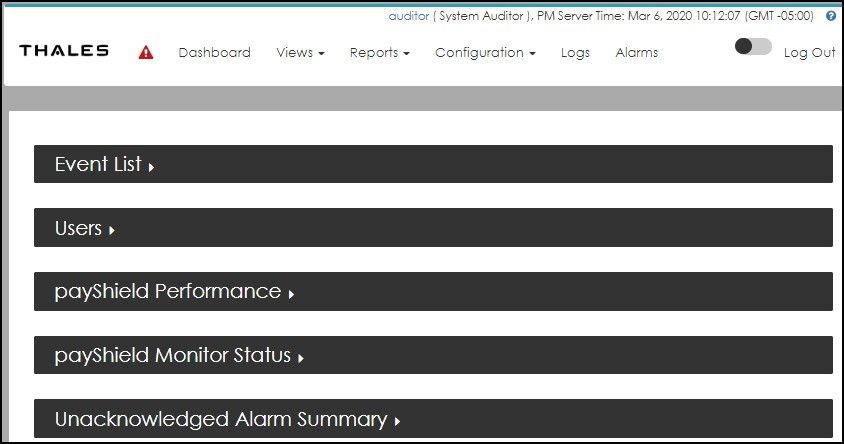 auditor ( System Auditor ), PM Server Time: Mar 6, 2020 10:12:07 (GMT -05:00)
THALES Dashboard Views Reports Configuration Logs Alarms Log Out
Event List
Users
payShield Performance
payShield Monitor Status
Unacknowledged Alarm Summary